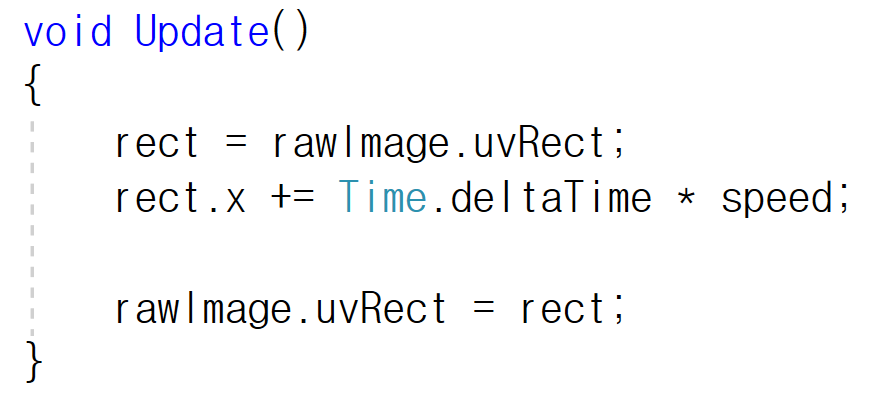 void Update()
{
    rect = rawImage.uvRect;
    rect.x += Time.deltaTime * speed;

    rawImage.uvRect = rect;
}